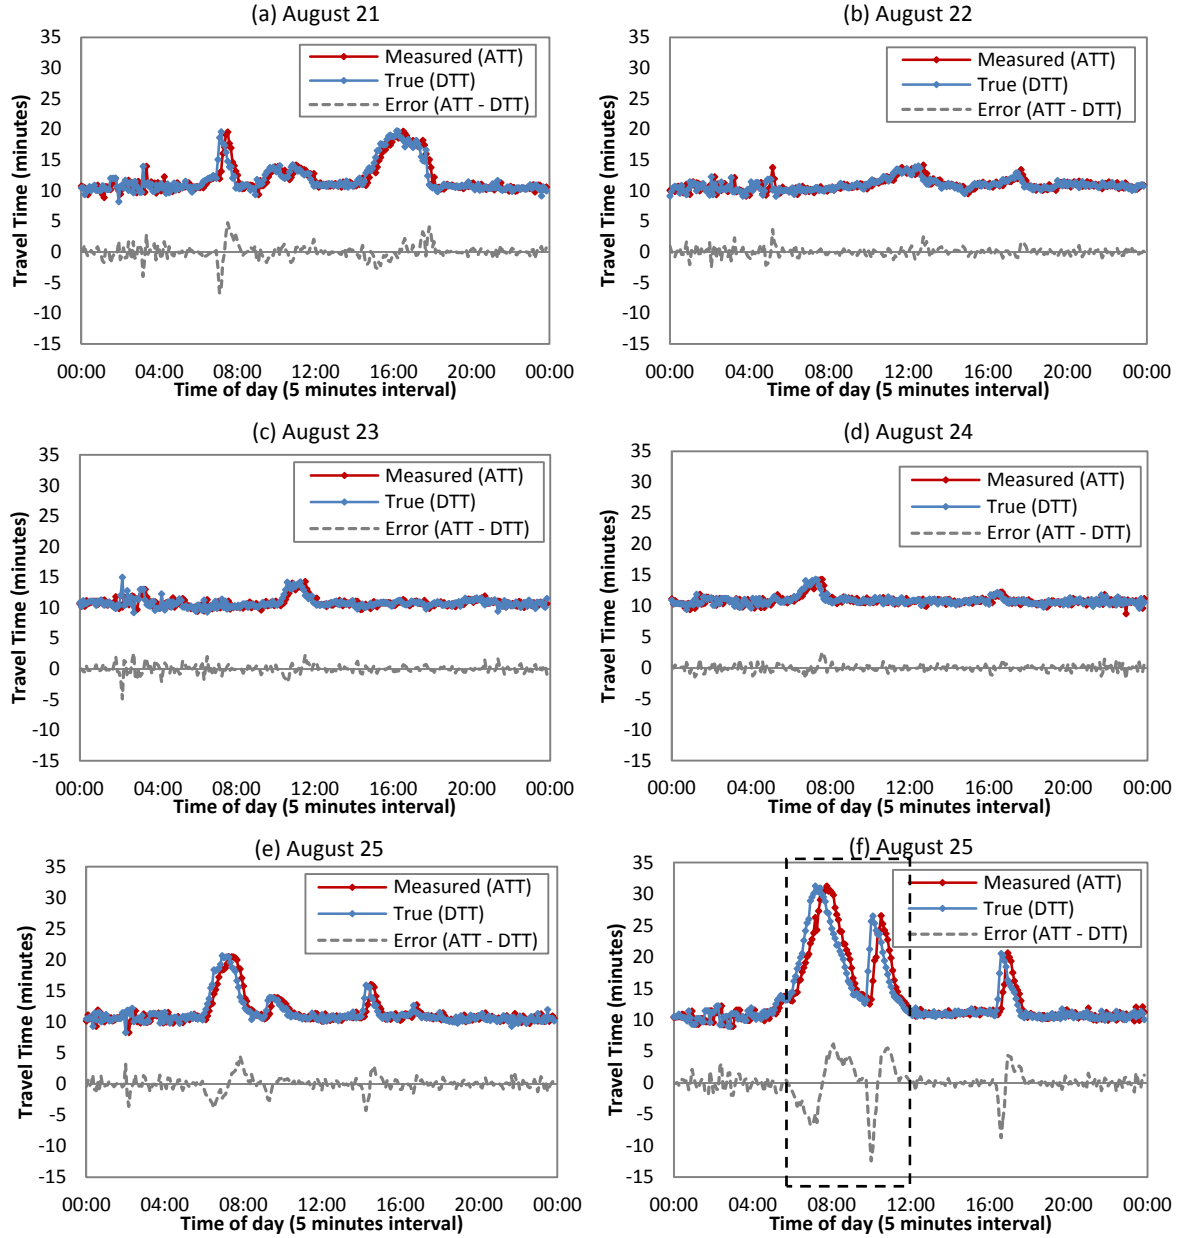 (a) August 21
35
30
25
20
15
10
5
0
-5
-10
-15
Travel Time (minutes)
Measured (ATT)
True (DTT)
Error (ATT - DTT)
00:00 04:00 08:00 12:00 16:00 20:00 00:00
Time of day (5 minutes interval)
(b) August 22
35
30
25
20
15
10
5
0
-5
-10
-15
Travel Time (minutes)
Measured (ATT)
True (DTT)
Error (ATT - DTT)
00:00 04:00 08:00 12:00 16:00 20:00 00:00
Time of day (5 minutes interval)
(c) August 23
35
30
25
20
15
10
5
0
-5
-10
-15
Travel Time (minutes)
Measured (ATT)
True (DTT)
Error (ATT - DTT)
00:00 04:00 08:00 12:00 16:00 20:00 00:00
Time of day (5 minutes interval)
(d) August 24
35
30
25
20
15
10
5
0
-5
-10
-15
Travel Time (minutes)
Measured (ATT)
True (DTT)
Error (ATT - DTT)
00:00 04:00 08:00 12:00 16:00 20:00 00:00
Time of day (5 minutes interval)
(e) August 25
35
30
25
20
15
10
5
0
-5
-10
-15
Travel Time (minutes)
Measured (ATT)
True (DTT)
Error (ATT - DTT)
00:00 04:00 08:00 12:00 16:00 20:00 00:00
Time of day (5 minutes interval)
(f) August 25
35
30
25
20
15
10
5
0
-5
-10
-15
Travel Time (minutes)
Measured (ATT)
True (DTT)
Error (ATT - DTT)
00:00 04:00 08:00 12:00 16:00 20:00 00:00
Time of day (5 minutes interval)